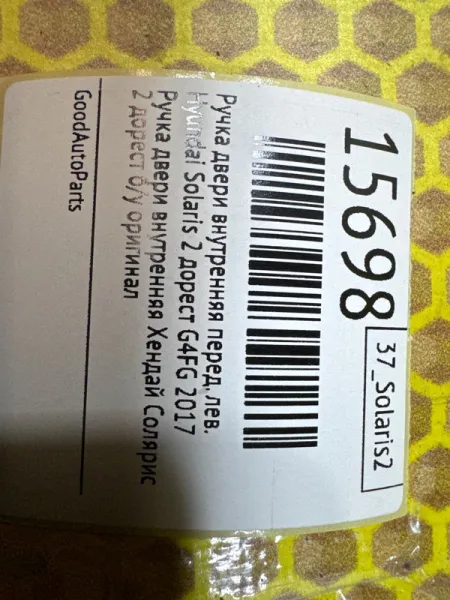 15698
37_Solaris2
Ручка двери внутренняя перед. лев.
Hyundai Solaris 2 дорест G4FG 2017
Ручка двери внутренняя Хендай Солярис
2 дорест б/у оригинал
GoodAutoParts